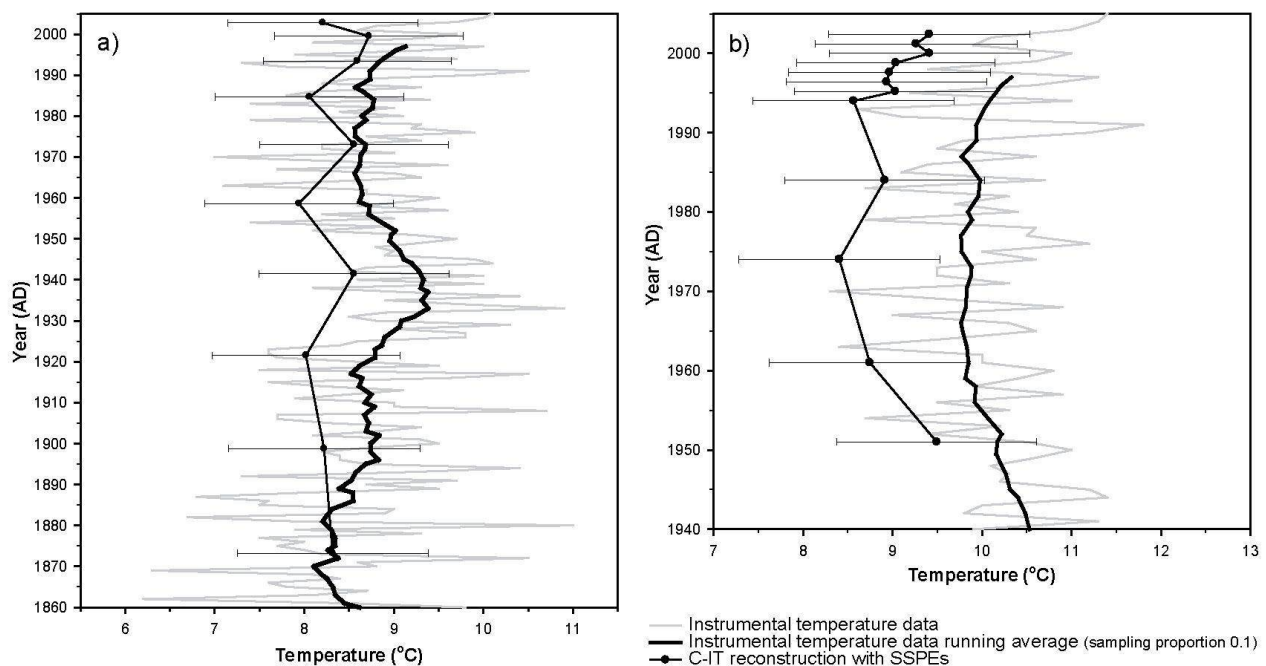 a)
2000
1990
1980
1970
1960
1950
1940
1930
1920
1910
1900
1890
1880
1870
1860
Year (AD)
6 7 8 9 10 11
Temperature (°C)
b)
2000
1990
1980
1970
1960
1950
1940
Year (AD)
7 8 9 10 11 12 13
Temperature (°C)
Instrumental temperature data
Instrumental temperature data running average (sampling proportion 0.1)
C-IT reconstruction with SSPEs